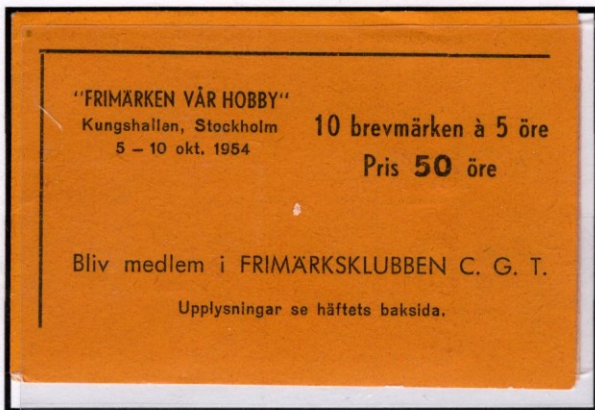 "FRIMÄRKEN VÅR HOBBY"
Kungshallen, Stockholm
5 – 10 okt. 1954
10 brevmärken à 5 öre
Pris 50 öre
Bliv medlem i FRIMÄRKSKLUBBEN C. G. T.
Upplysningar se häftets baksida.